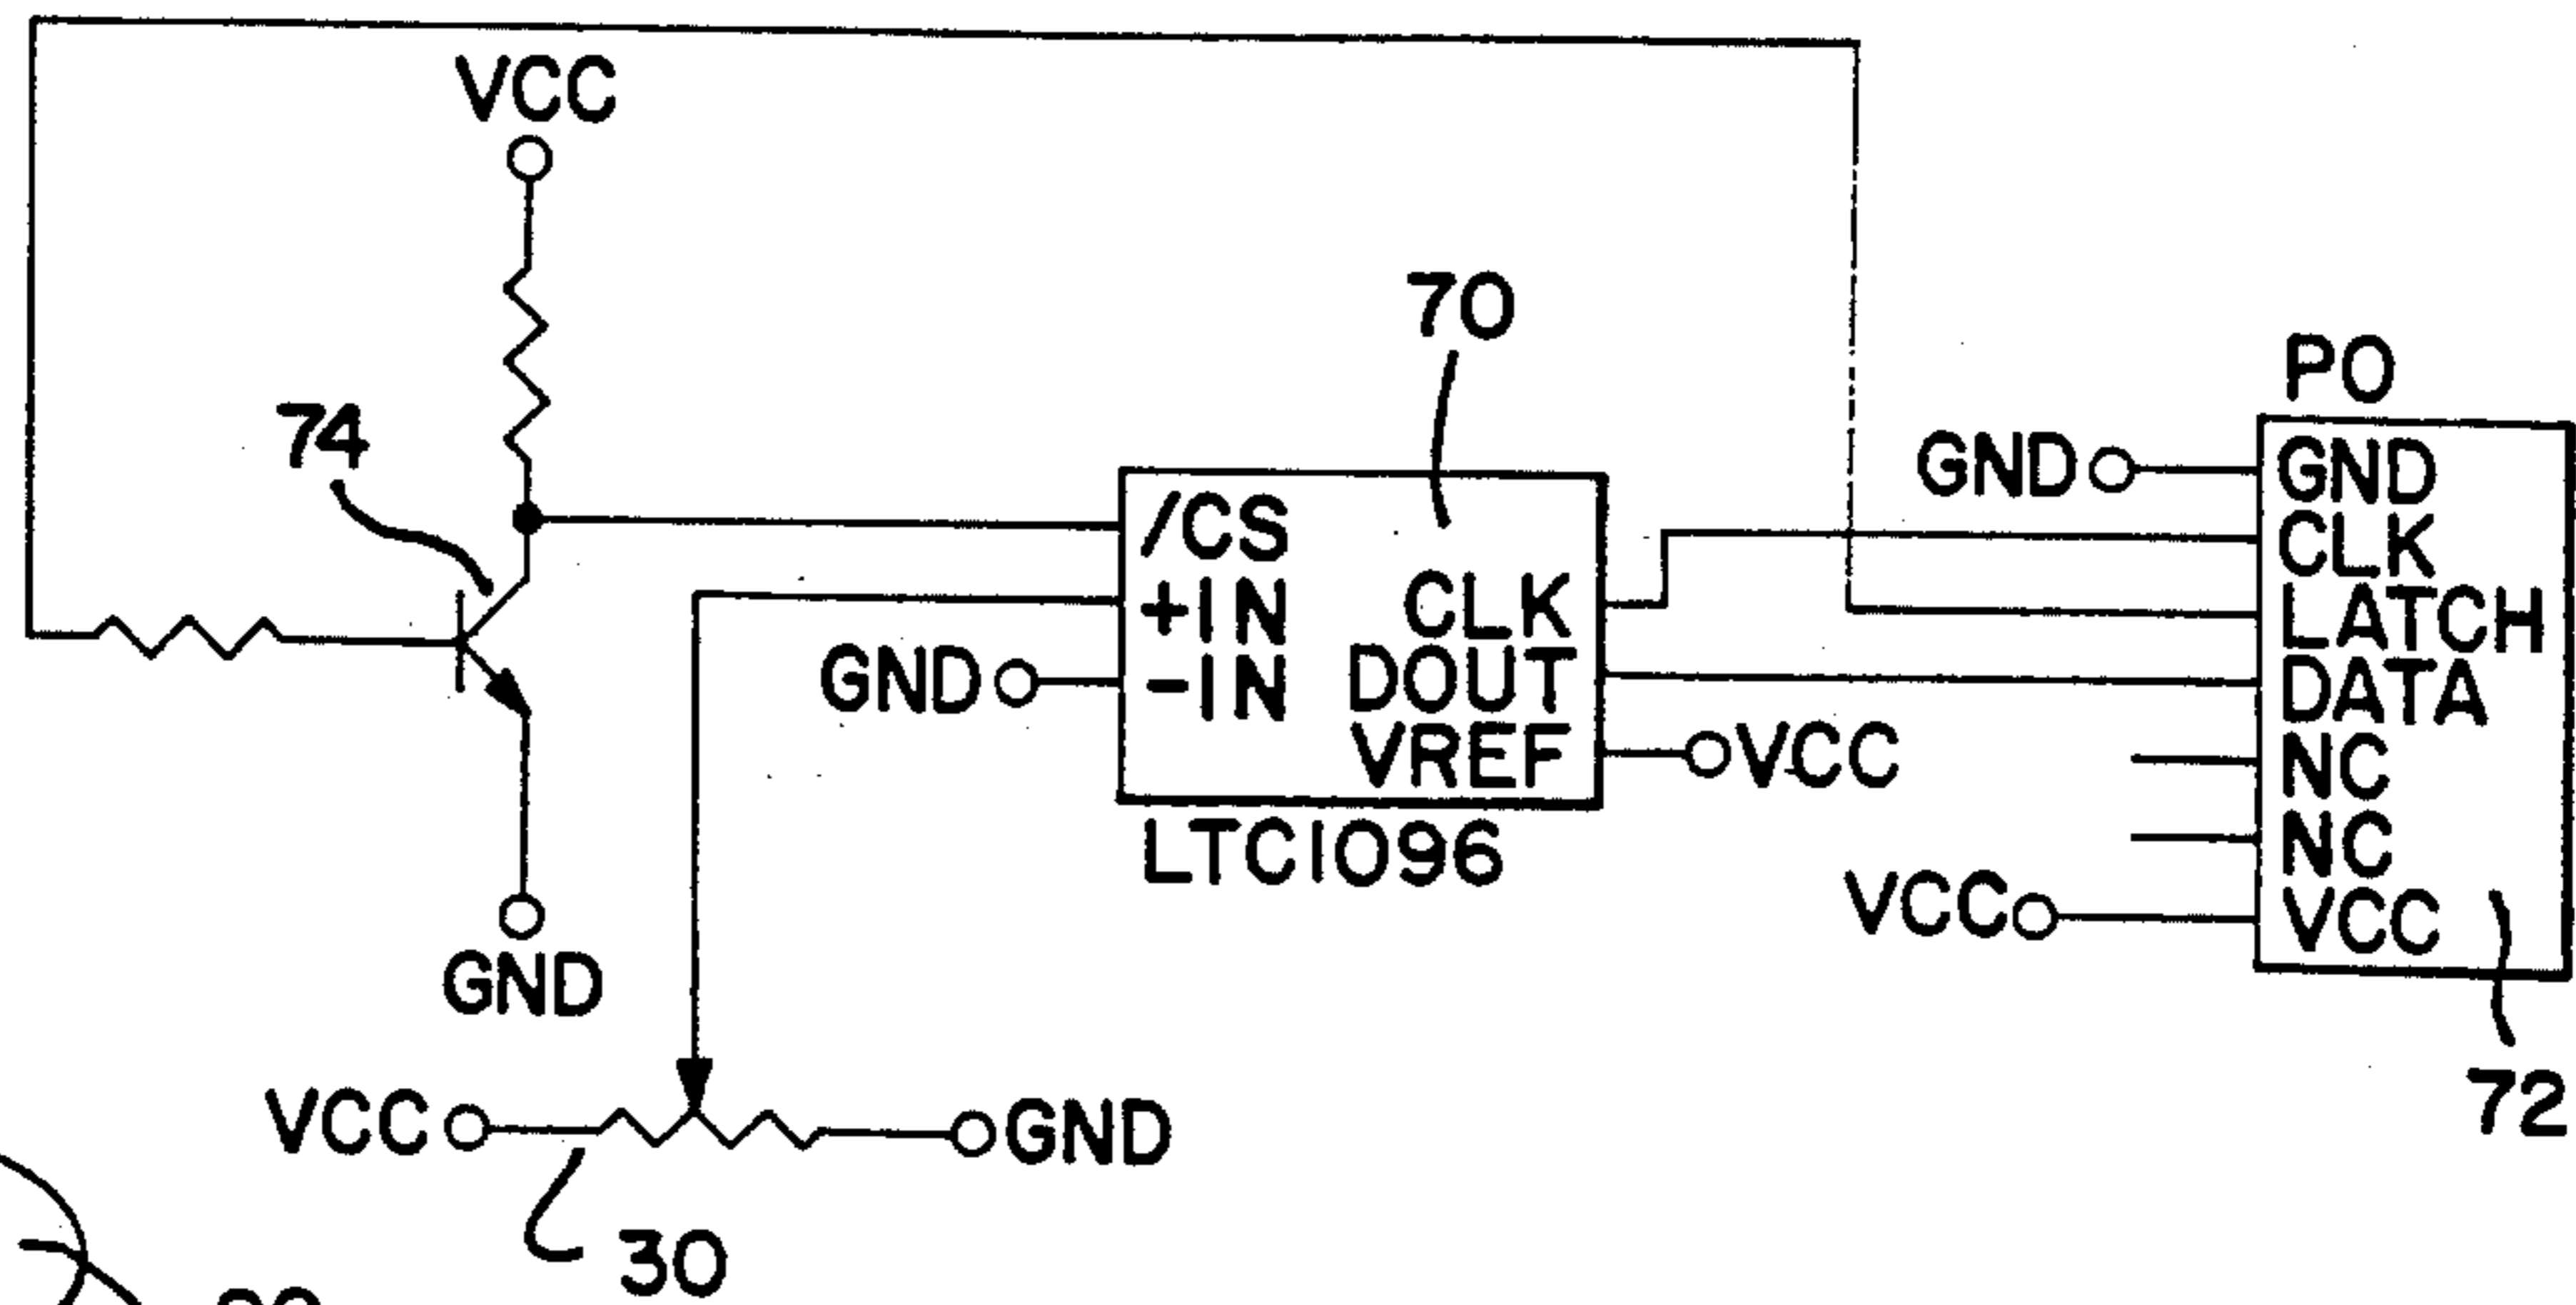 VCC
70
PO
74
GND
GND
/CS
CLK
+IN
CLK
LATCH
GND
-IN
DOUT
DATA
VREF
VCC
NC
LTC1096
NC
VCC
VCC
GND
72
VCC
GND
30